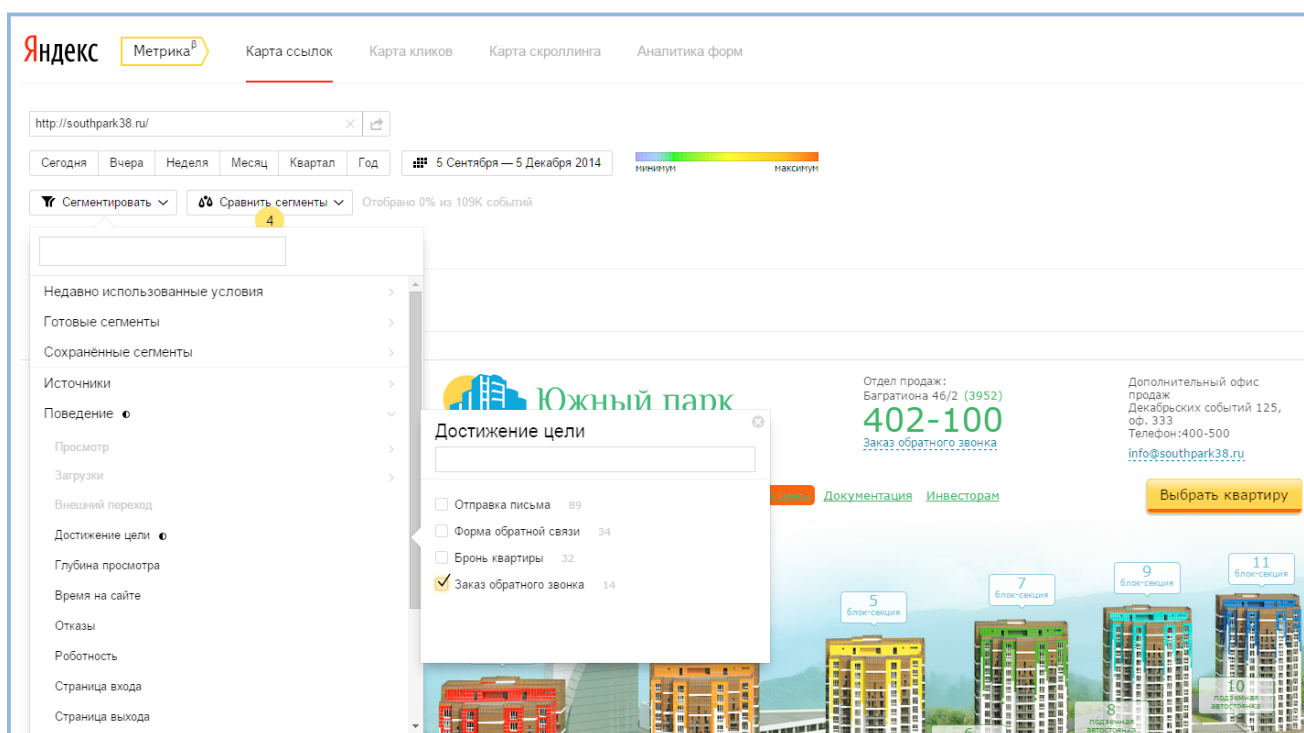 Яндекс Метрика β Карта ссылок Карта кликов Карта скроллинга Аналитика форм
http://southpark38.ru/
Сегодня Вчера Неделя Месяц Квартал Год 5 Сентября — 5 Декабря 2014
минимум максимум
Сегментировать Сравнить сегменты Отобрано 0% из 109K событий
4
Недавно использованные условия
Готовые сегменты
Сохранённые сегменты
Источники
Поведение
Просмотр
Загрузки
Внешний переход
Достижение цели
Глубина просмотра
Время на сайте
Отказы
Роботность
Страница входа
Страница выхода
Южный парк
Отдел продаж:
Багратиона 46/2 (3952)
402-100
Заказ обратного звонка
Дополнительный офис
продаж
Декабрьских событий 125,
оф. 333
Телефон:400-500
info@southpark38.ru
Достижение цели
Отправка письма 89
Форма обратной связи 34
Бронь квартиры 32
Заказ обратного звонка 14
Документация Инвесторам
Выбрать квартиру
5
блок-секция
7
блок-секция
9
блок-секция
11
блок-секция
10
подземная
автостоянка
8
подземная
автостоянка
6